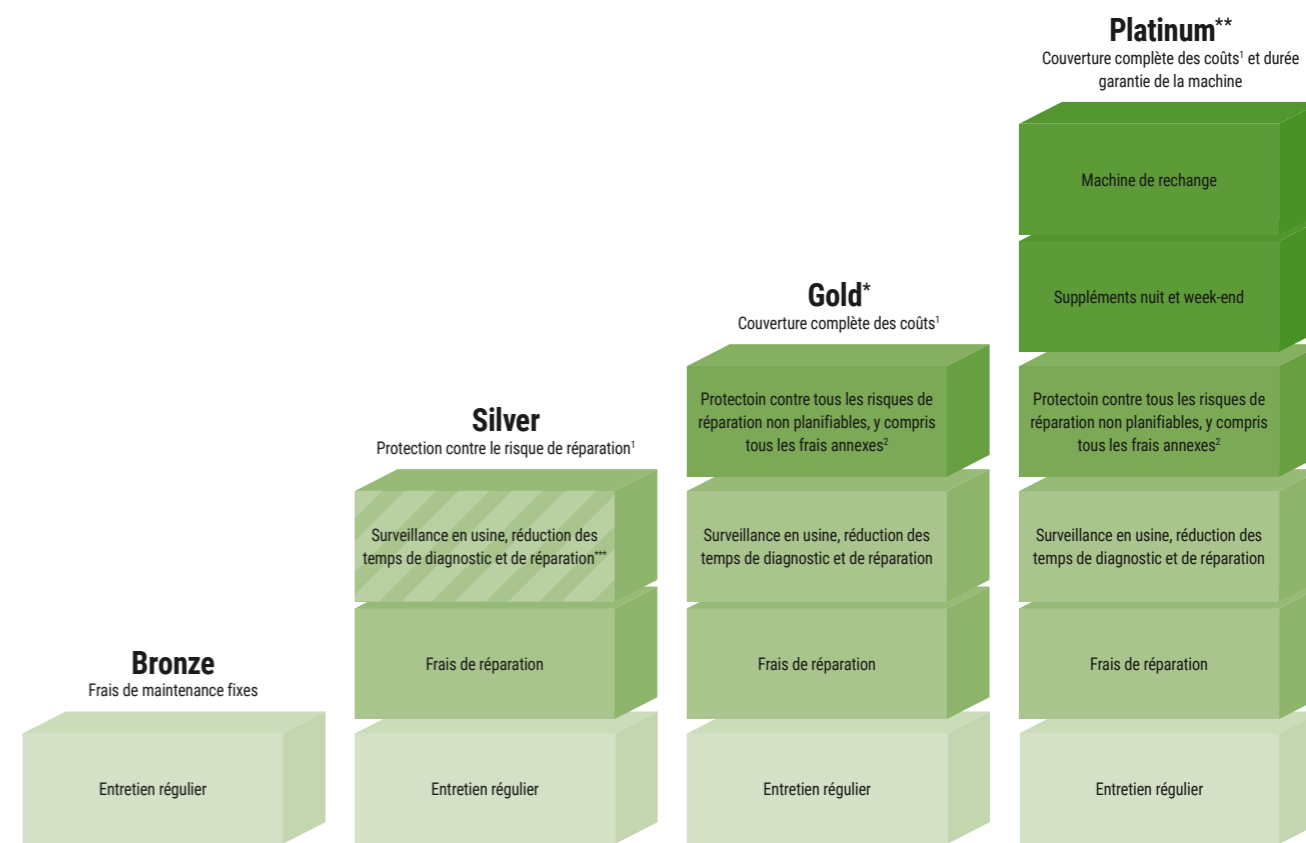 Platinum**
Couverture complète des coûts¹ et durée
garantie de la machine
Machine de rechange
Suppléments nuit et week-end
Gold*
Couverture complète des coûts¹
Protectoin contre tous les risques de
réparation non planifiables, y compris
tous les frais annexes²
Protectoin contre tous les risques de
réparation non planifiables, y compris
tous les frais annexes²
Silver
Protection contre le risque de réparation¹
Surveillance en usine, réduction des
temps de diagnostic et de réparation***
Surveillance en usine, réduction des
temps de diagnostic et de réparation
Surveillance en usine, réduction des
temps de diagnostic et de réparation
Bronze
Frais de maintenance fixes
Frais de réparation
Frais de réparation
Frais de réparation
Entretien régulier
Entretien régulier
Entretien régulier
Entretien régulier